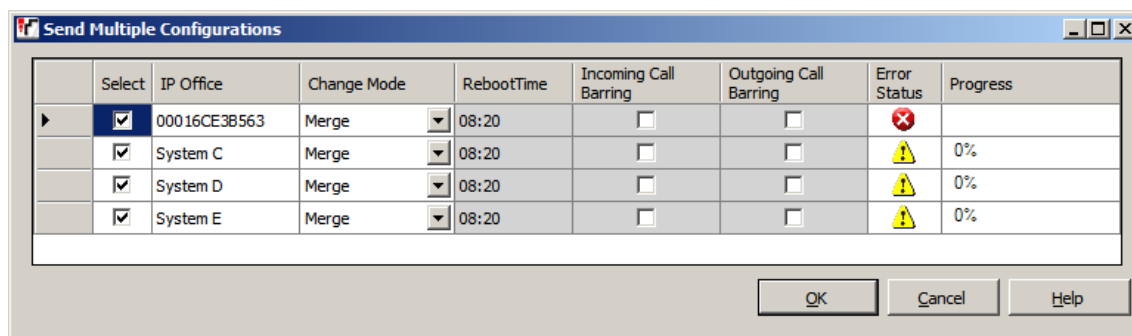 Send Multiple Configurations
Select IP Office Change Mode RebootTime Incoming Call Barring Outgoing Call Barring Error Status Progress
00016CE3B563 Merge 08:20
System C Merge 08:20 0%
System D Merge 08:20 0%
System E Merge 08:20 0%
OK Cancel Help